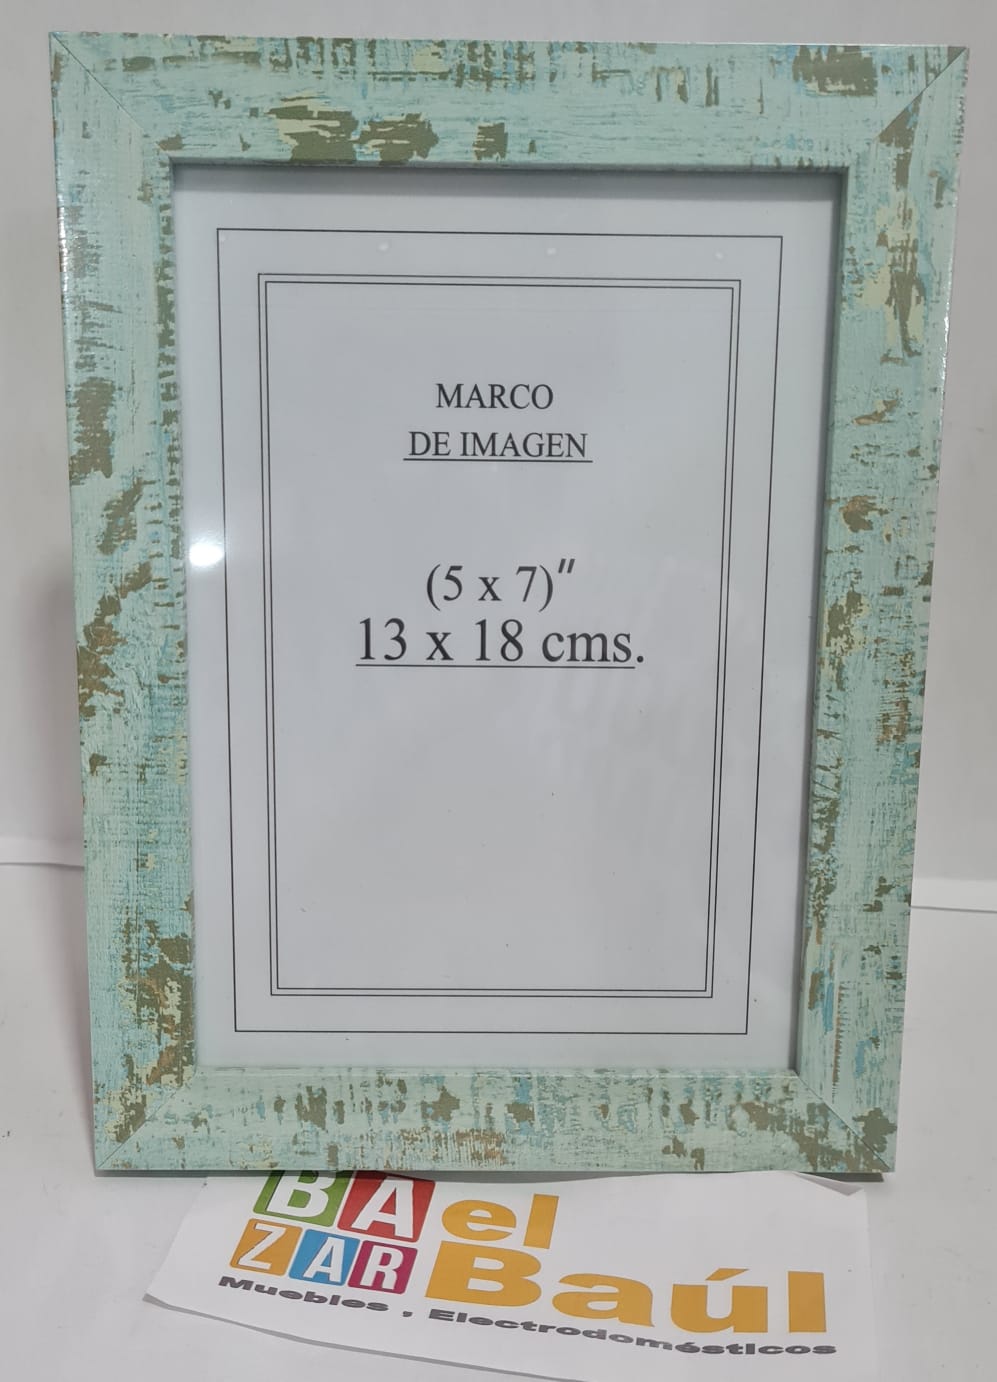 MARCO
DE IMAGEN
(5 x 7)"
13 x 18 cms.
BA el
ZAR Baúl
Muebles , Electrodomésticos